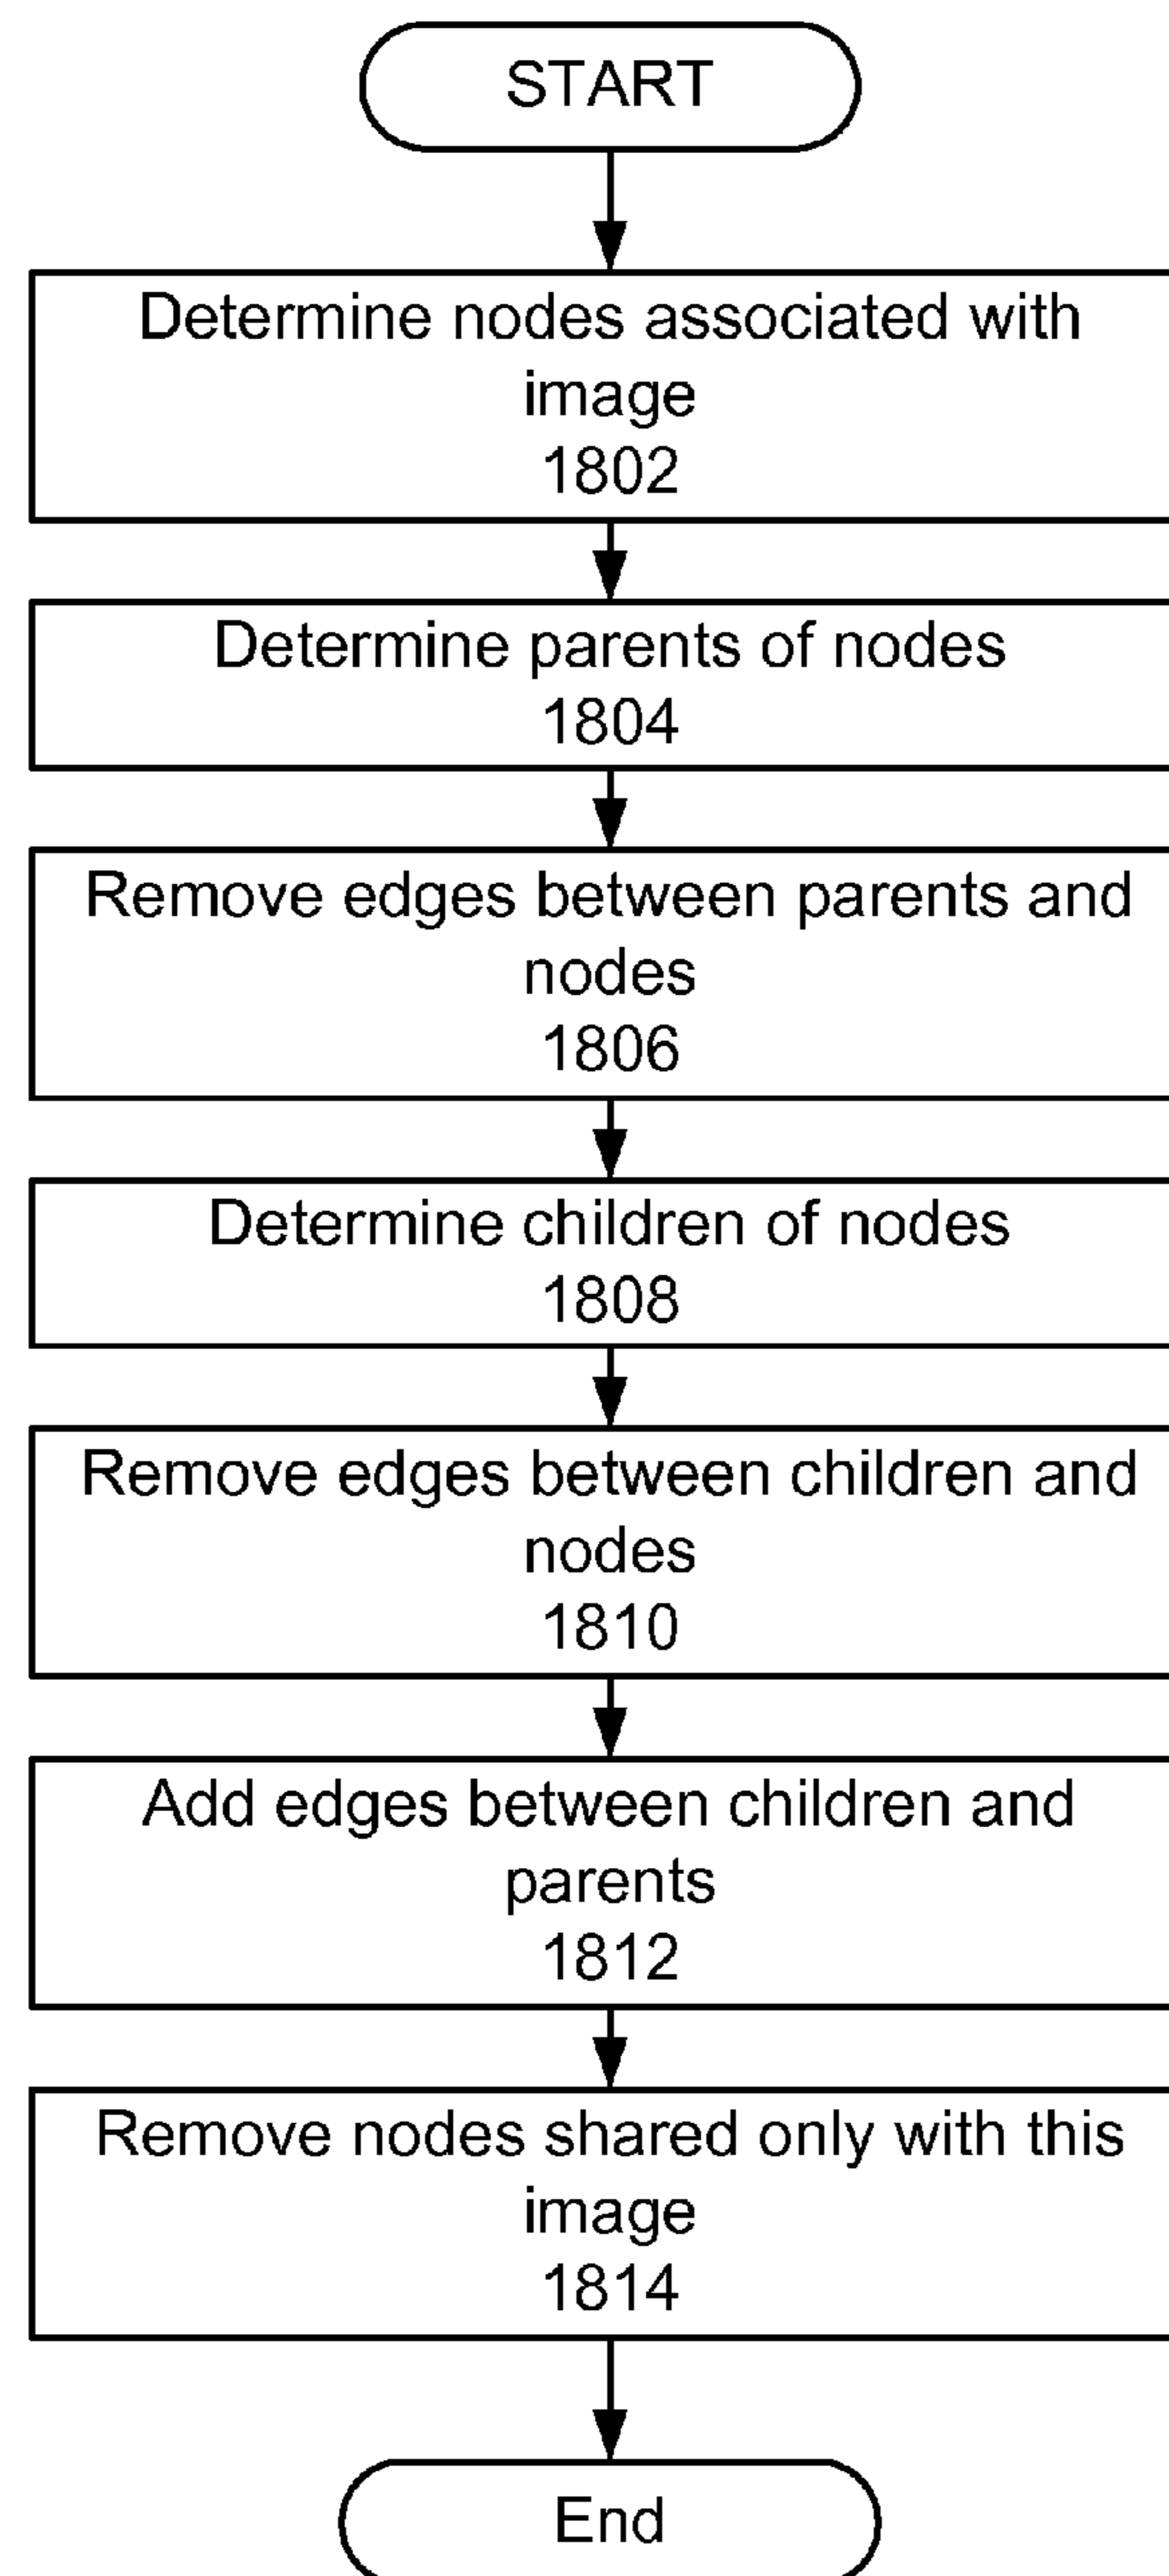 START
Determine nodes associated with
image
1802
Determine parents of nodes
1804
Remove edges between parents and
nodes
1806
Determine children of nodes
1808
Remove edges between children and
nodes
1810
Add edges between children and
parents
1812
Remove nodes shared only with this
image
1814
End